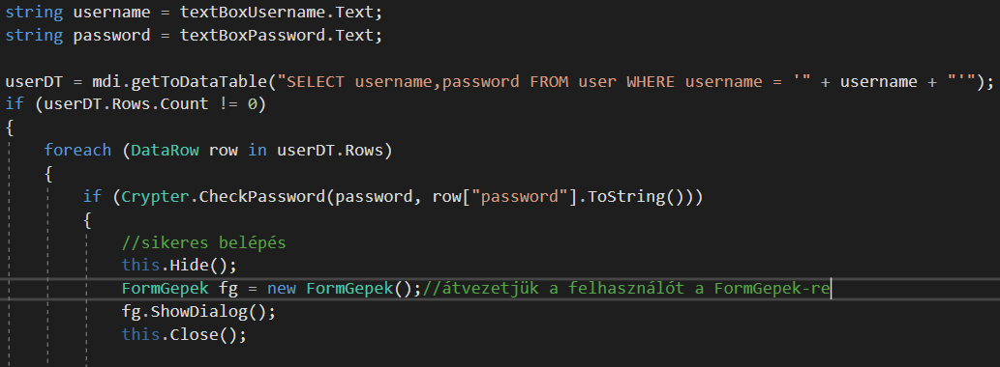 string username = textBoxUsername.Text;
string password = textBoxPassword.Text;
userDT = mdi.getToDataTable("SELECT username,password FROM user WHERE username = '" + username + "'");
if (userDT.Rows.Count != 0)
{
foreach (DataRow row in userDT.Rows)
{
if (Crypter.CheckPassword(password, row["password"].ToString()))
{
//sikeres belépés
this.Hide();
FormGepek fg = new FormGepek();//átvezetjük a felhasználót a FormGepek-re
fg.ShowDialog();
this.Close();